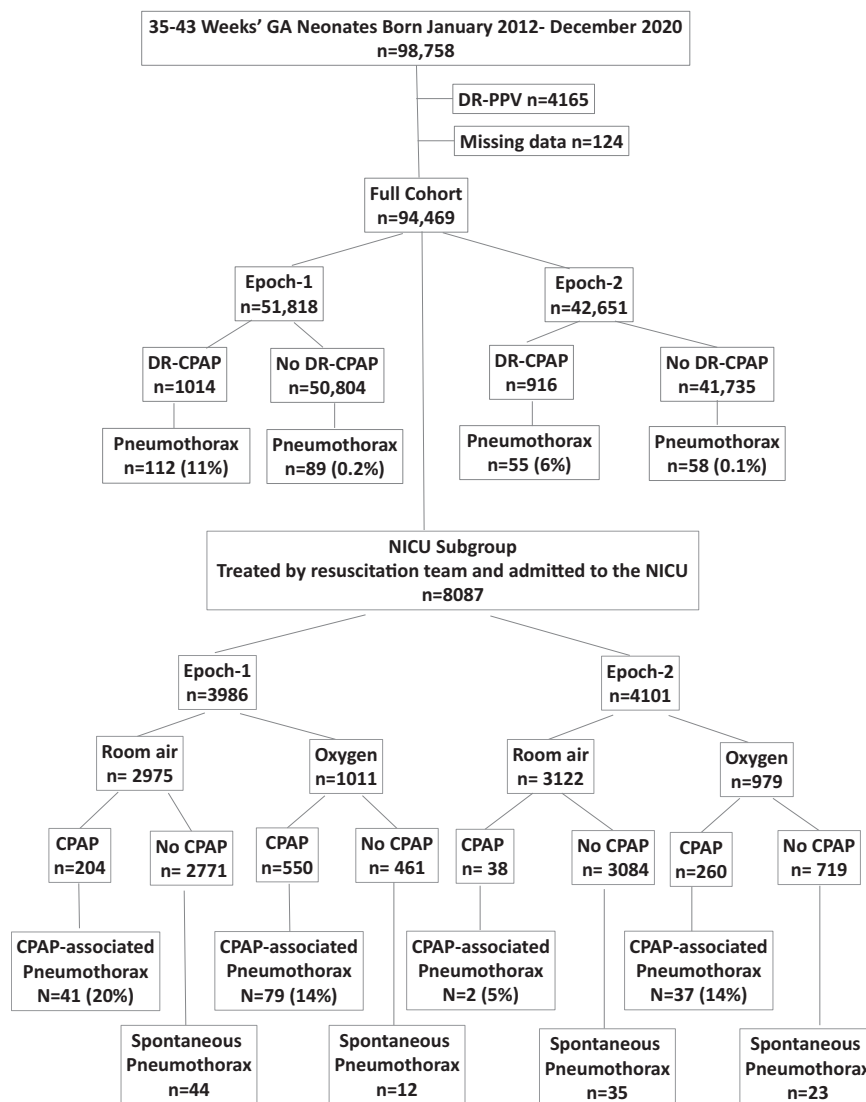 35-43 Weeks' GA Neonates Born January 2012- December 2020
n=98,758
DR-PPV n=4165
Missing data n=124
Full Cohort
n=94,469
Epoch-1
n=51,818
Epoch-2
n=42,651
DR-CPAP
n=1014
No DR-CPAP
n=50,804
DR-CPAP
n=916
No DR-CPAP
n=41,735
Pneumothorax
n=112 (11%)
Pneumothorax
n=89 (0.2%)
Pneumothorax
n=55 (6%)
Pneumothorax
n=58 (0.1%)
NICU Subgroup
Treated by resuscitation team and admitted to the NICU
n=8087
Epoch-1
n=3986
Epoch-2
n=4101
Room air
n= 2975
Oxygen
n=1011
Room air
n= 3122
Oxygen
n=979
CPAP
n=204
No CPAP
n= 2771
CPAP
n=550
No CPAP
n= 461
CPAP
n= 38
No CPAP
n= 3084
CPAP
n=260
No CPAP
n= 719
CPAP-associated
Pneumothorax
N=41 (20%)
CPAP-associated
Pneumothorax
N=79 (14%)
CPAP-associated
Pneumothorax
N=2 (5%)
CPAP-associated
Pneumothorax
N=37 (14%)
Spontaneous
Pneumothorax
n=44
Spontaneous
Pneumothorax
n=12
Spontaneous
Pneumothorax
n=35
Spontaneous
Pneumothorax
n=23